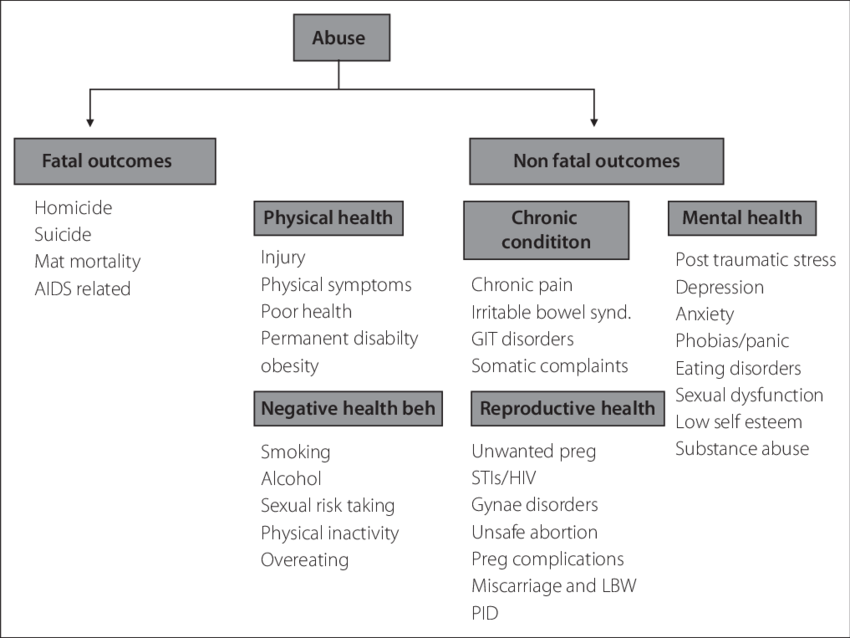 Abuse
Fatal outcomes
Homicide
Suicide
Mat mortality
AIDS related
Non fatal outcomes
Physical health
Injury
Physical symptoms
Poor health
Permanent disabilty
obesity
Negative health beh
Smoking
Alcohol
Sexual risk taking
Physical inactivity
Overeating
Chronic
condititon
Chronic pain
Irritable bowel synd.
GIT disorders
Somatic complaints
Reproductive health
Unwanted preg
STIs/HIV
Gynae disorders
Unsafe abortion
Preg complications
Miscarriage and LBW
PID
Mental health
Post traumatic stress
Depression
Anxiety
Phobias/panic
Eating disorders
Sexual dysfunction
Low self esteem
Substance abuse